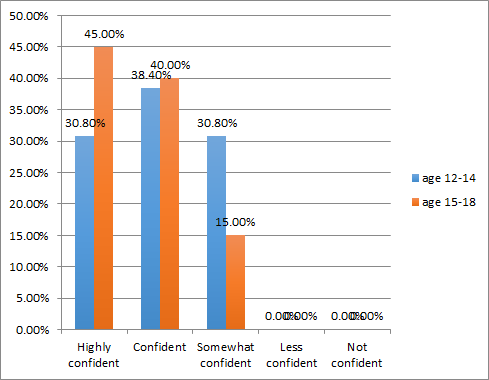 50.00%
45.00%
40.00%
35.00%
30.00%
25.00%
20.00%
15.00%
10.00%
5.00%
0.00%
30.80%
45.00%
38.40%
40.00%
30.80%
15.00%
0.00%
0.00%
0.00%
0.00%
Highly
confident
Confident
Somewhat
confident
Less
confident
Not
confident
age 12-14
age 15-18